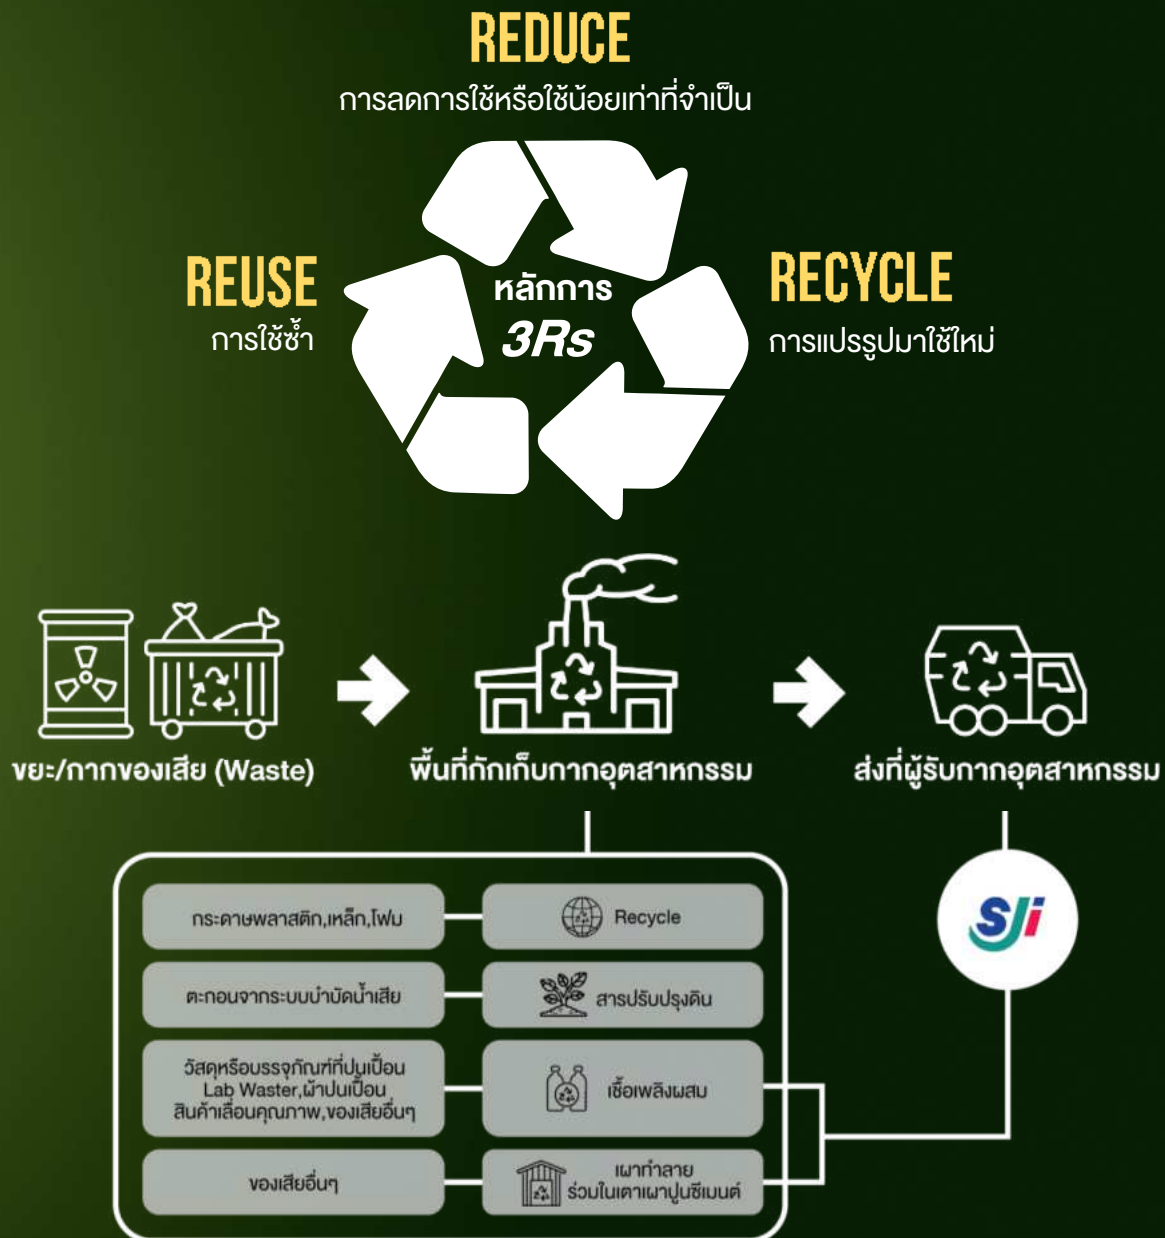 REDUCE
การลดการใช้หรือใช้น้อยเท่าที่จำเป็น
REUSE
การใช้ซ้ำ
หลักการ
3Rs
RECYCLE
การแปรรูปมาใช้ใหม่
ขยะ/กากของเสีย (Waste)
พื้นที่กักเก็บกากอุตสาหกรรม
ส่งที่ผู้รับกากอุตสาหกรรม
กระดาษพลาสติก,เหล็ก,โฟม
Recycle
SJi
ตะกอนจากระบบบำบัดน้ำเสีย
สารปรับปรุงดิน
วัสดุหรือบรรจุภัณฑ์ที่ปนเปื้อน
Lab Waster,ผ้าปนเปื้อน
สินค้าเสื่อมคุณภาพ,ของเสียอื่นๆ
เชื้อเพลิงผสม
ของเสียอื่นๆ
เผาทำลาย
ร่วมในเตาเผาปูนซีเมนต์